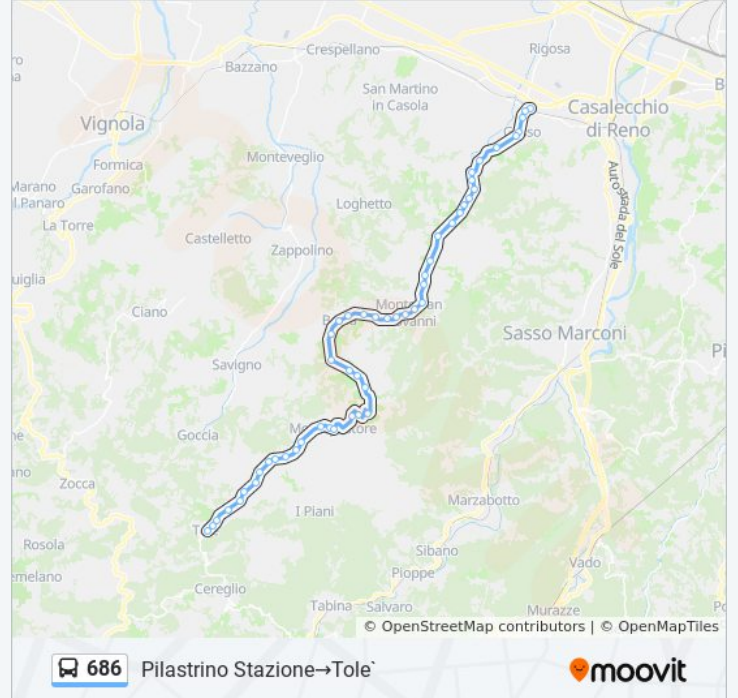 Crespellano
Rigosa
Bazzano
San Martino
in Casola
Casalecchio
di Reno
Vignola
Formica
Monteveglio
Garofano
La Torre
Loghetto
Autostrada del Sole
Castelletto
Zappolino
Ciano
Sasso Marconi
Savigno
Goccia
Zocca
I Piani
Marzabotto
Rosola
Sibano
Pioppe
Vado
Cereglio
Tabina
Salvaro
Murazze
© OpenStreetMap contributors | © OpenMapTiles
686 Pilastrino Stazione→Tole`
moovit